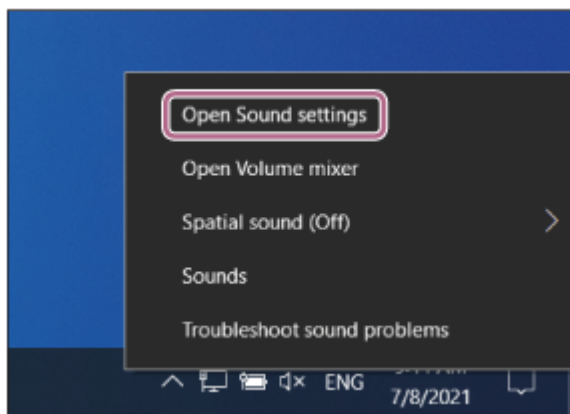 Open Sound settings
Open Volume mixer
Spatial sound (Off)
Sounds
Troubleshoot sound problems
ENG
7/8/2021